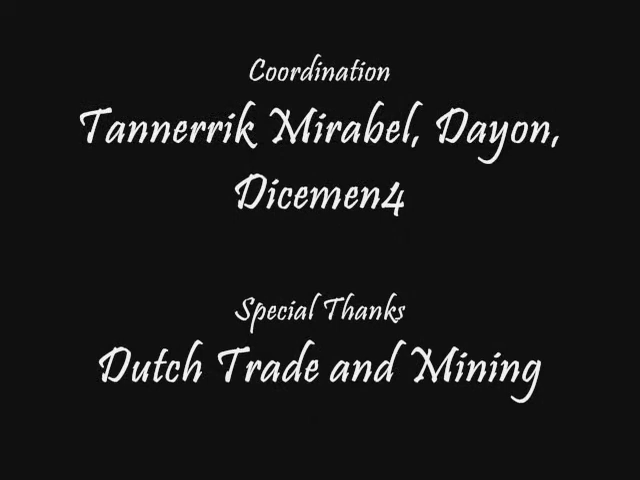 Coordination
Tannerrik Mirabel, Dayon,
Dicemen4
Special Thanks
Dutch Trade and Mining